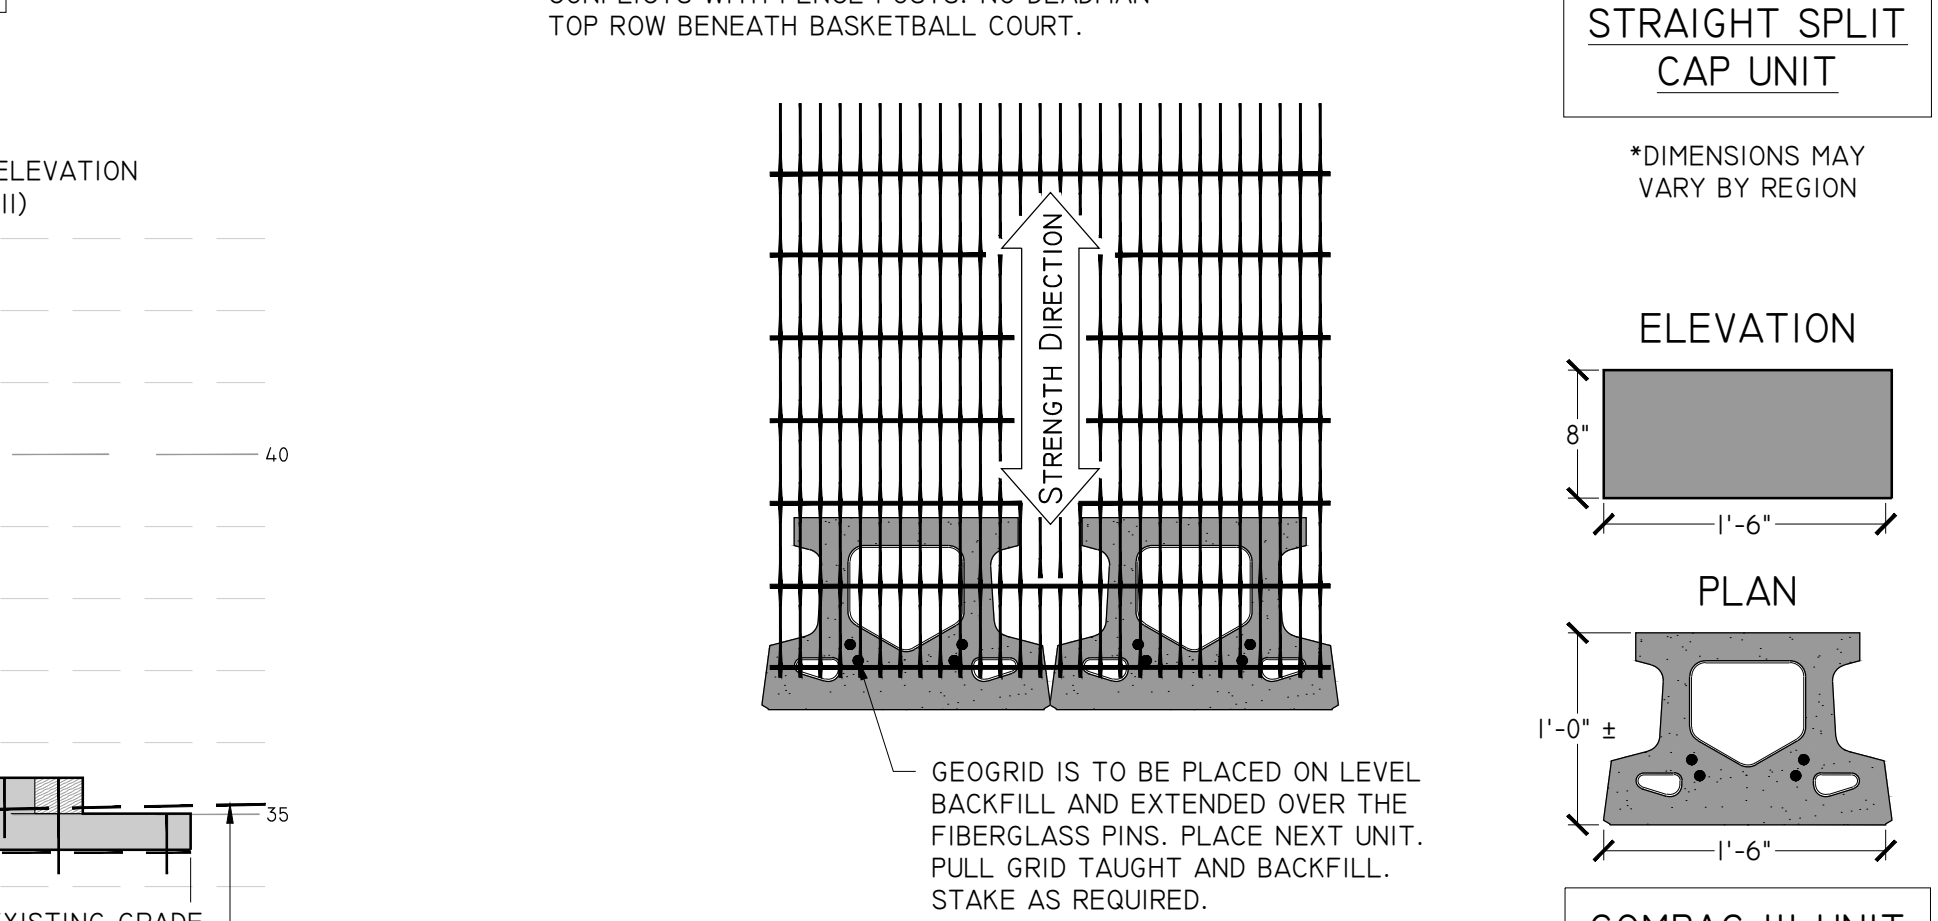 TOP ROW BENEATH BASKETBALL COURT.
STRAIGHT SPLIT
CAP UNIT
*DIMENSIONS MAY
VARY BY REGION
ELEVATION
III)
40
35
STRENGTH DIRECTION
GEOGRID IS TO BE PLACED ON LEVEL
BACKFILL AND EXTENDED OVER THE
FIBERGLASS PINS. PLACE NEXT UNIT.
PULL GRID TAUGHT AND BACKFILL.
STAKE AS REQUIRED.
ELEVATION
8"
1'-6"
PLAN
1'-0" ±
1'-6"